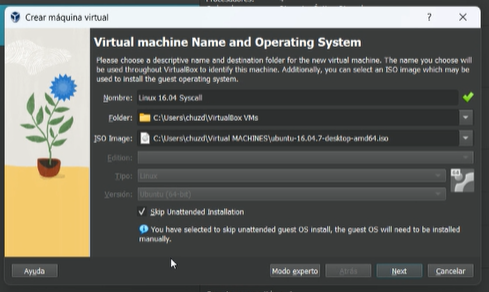 Crear máquina virtual
Virtual machine Name and Operating System
Please choose a descriptive name and destination folder for the new virtual machine. The name you choose will
be used throughout VirtualBox to identify this machine. Additionally, you can select an ISO image which may be
used to install the guest operating system.
Nombre: Linux 16.04 Syscall
Folder: C:\Users\chuzd\VirtualBox VMs
ISO Image: C:\Users\chuzd\Virtual MACHINES\ubuntu-16.04.7-desktop-amd64.iso
Edition:
Tipo: Linux
Versión: Ubuntu (64-bit)
Skip Unattended Installation
You have selected to skip unattended guest OS install, the guest OS will need to be installed
manually.
Ayuda Modo experto Atrás Next Cancelar